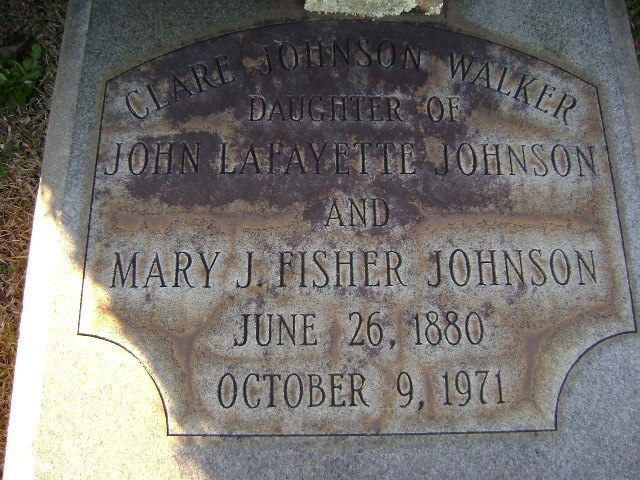 CLARE JOHNSON WALKER
DAUGHTER OF
JOHN LAFAYETTE JOHNSON
AND
MARY J. FISHER JOHNSON
JUNE 26, 1880
OCTOBER 9, 1971